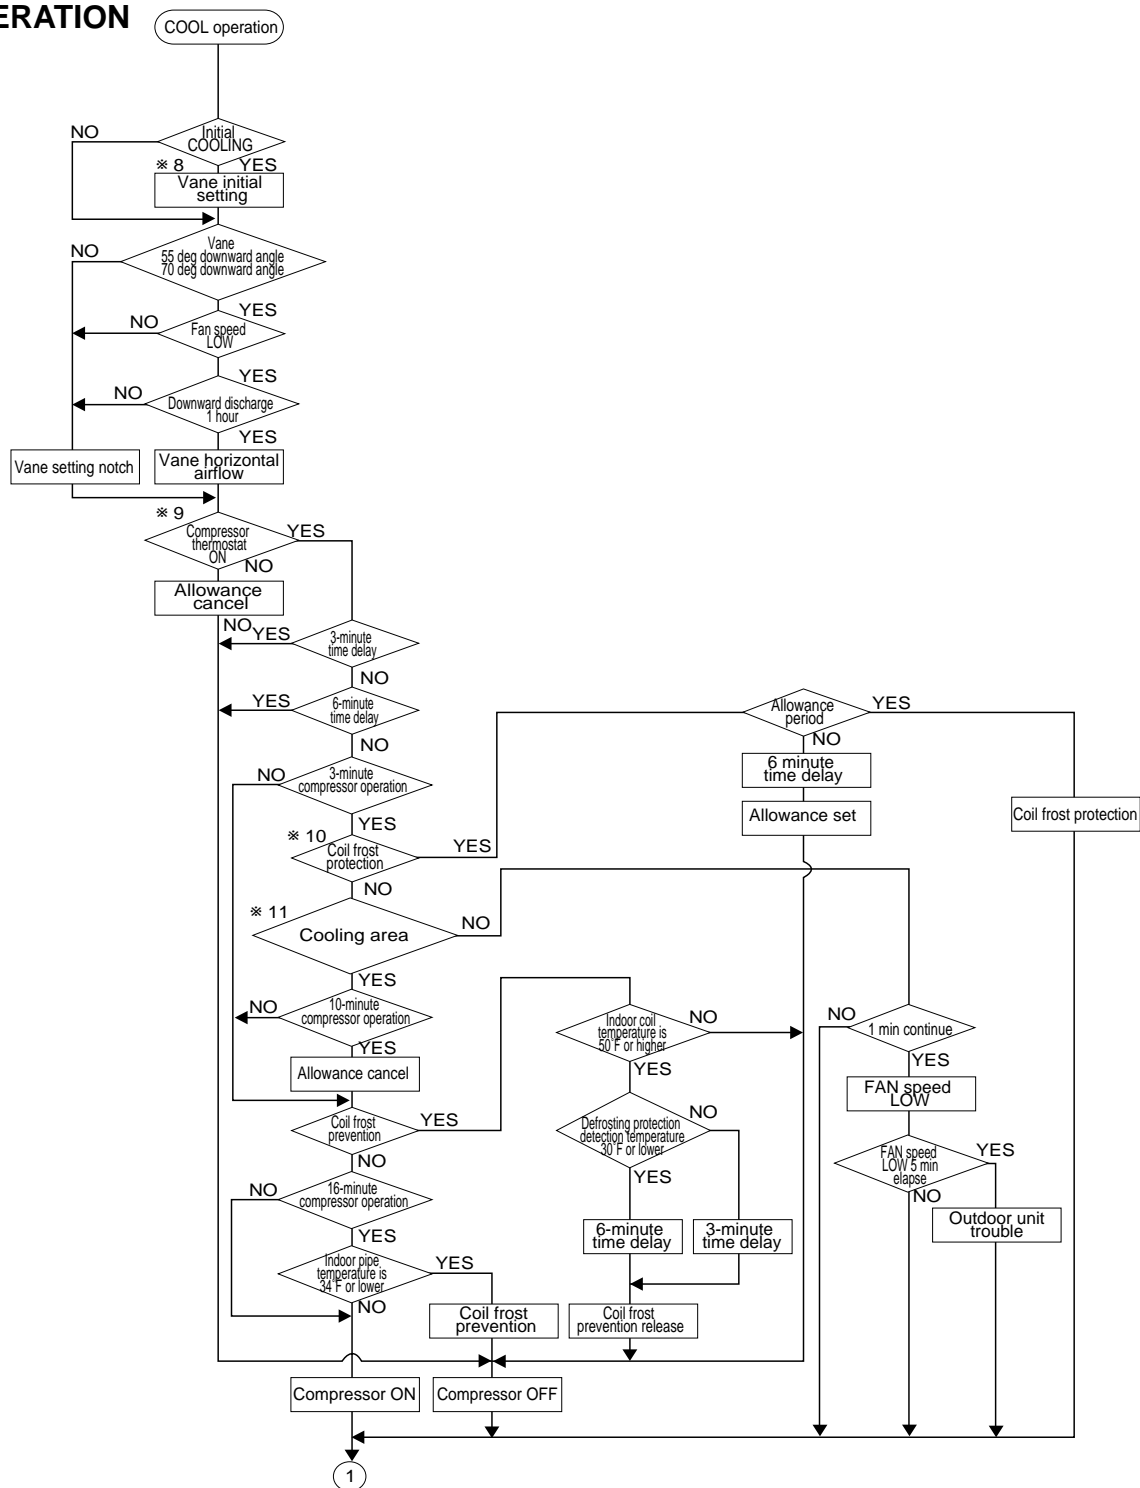 ERATION
COOL operation
Initial
COOLING
NO
YES
※ 8
Vane initial
setting
Vane
55 deg downward angle
70 deg downward angle
NO
YES
Fan speed
LOW
NO
YES
Downward discharge
1 hour
NO
YES
Vane setting notch
Vane horizontal
airflow
※ 9
Compressor
thermostat
ON
YES
NO
Allowance
cancel
NO
YES
3-minute
time delay
NO
YES
6-minute
time delay
NO
Allowance
period
YES
NO
6 minute
time delay
Allowance set
Coil frost protection
NO
3-minute
compressor operation
YES
※ 10
Coil frost
protection
YES
NO
※ 11
Cooling area
NO
YES
NO
10-minute
compressor operation
YES
Allowance cancel
Coil frost
prevention
YES
NO
Indoor coil
temperature is
50°F or higher
NO
YES
Defrosting protection
detection temperature
30°F or lower
NO
YES
6-minute
time delay
3-minute
time delay
Coil frost
prevention release
NO
1 min continue
YES
FAN speed
LOW
FAN speed
LOW 5 min
elapse
YES
NO
Outdoor unit
trouble
NO
16-minute
compressor operation
YES
Indoor pipe
temperature is
34°F or lower
YES
NO
Coil frost
prevention
Compressor ON
Compressor OFF
1